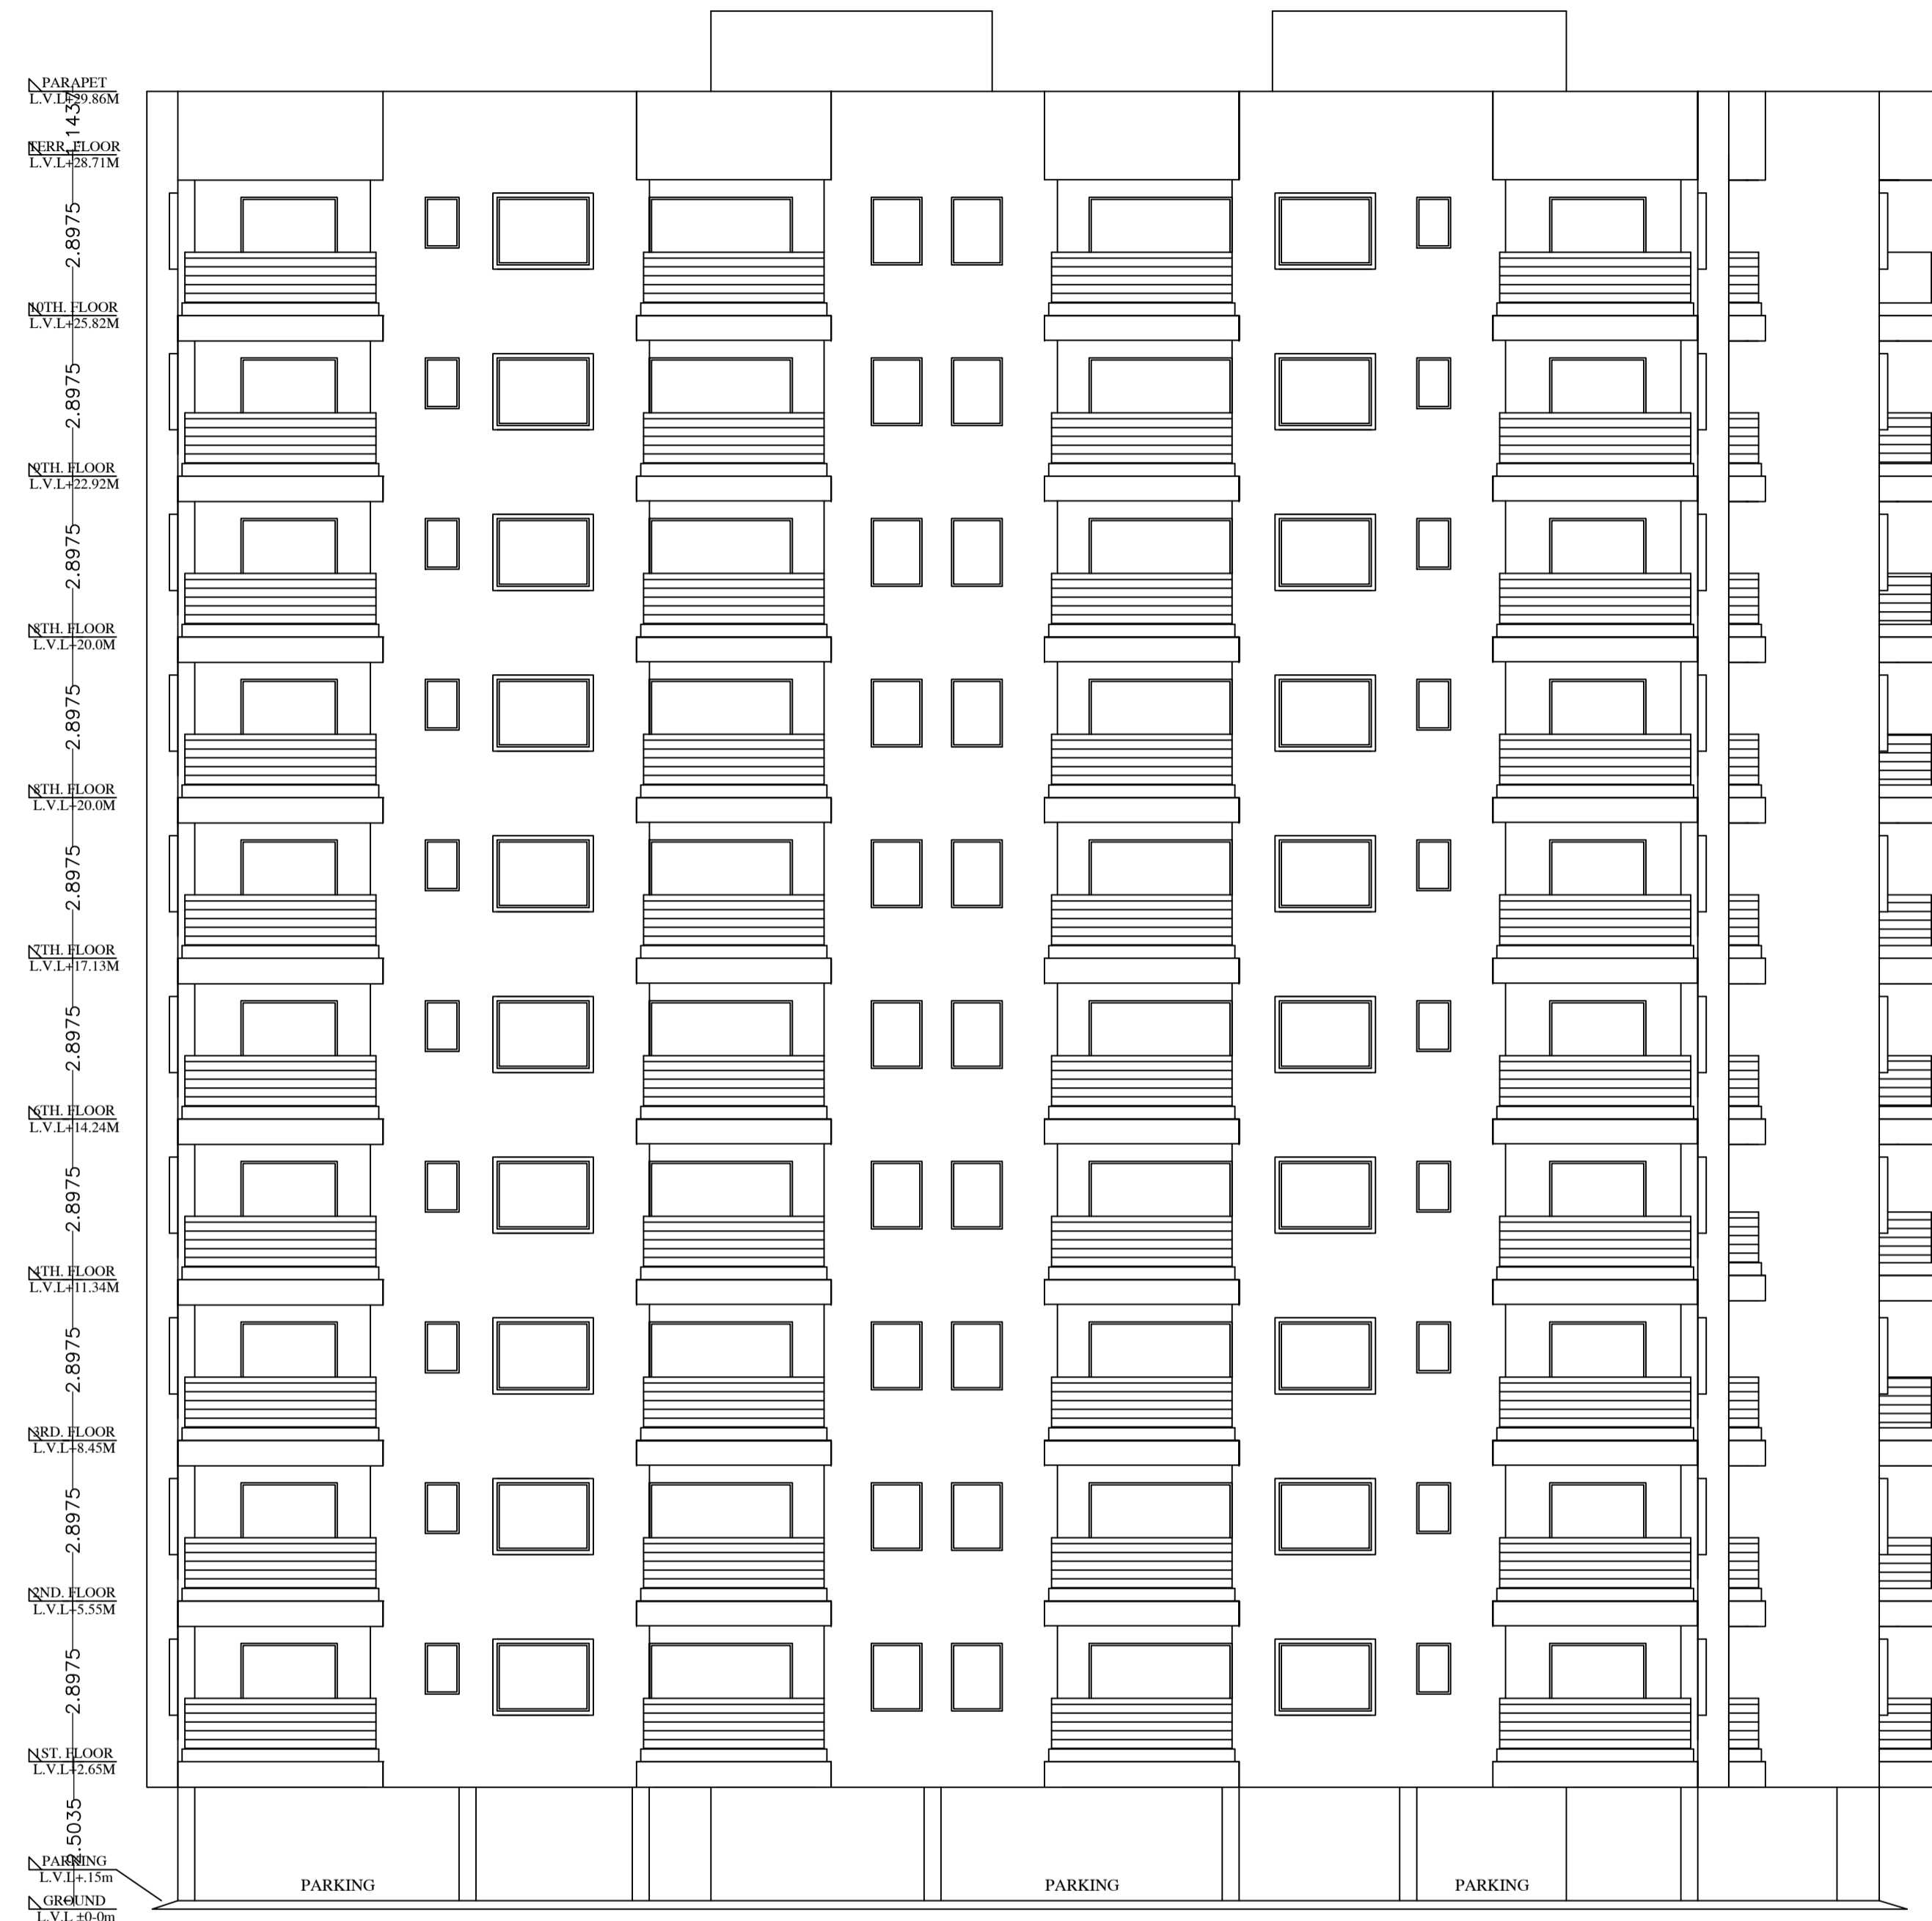 PARAPET
L.V.L+29.86M
1.1437
TERR. FLOOR
L.V.L+28.71M
2.8975
10TH. FLOOR
L.V.L+25.82M
2.8975
9TH. FLOOR
L.V.L+22.92M
2.8975
8TH. FLOOR
L.V.L+20.0M
2.8975
8TH. FLOOR
L.V.L+20.0M
2.8975
7TH. FLOOR
L.V.L+17.13M
2.8975
6TH. FLOOR
L.V.L+14.24M
2.8975
4TH. FLOOR
L.V.L+11.34M
2.8975
3RD. FLOOR
L.V.L+8.45M
2.8975
2ND. FLOOR
L.V.L+5.55M
2.8975
1ST. FLOOR
L.V.L+2.65M
2.5035
PARKING
L.V.L+.15m
PARKING PARKING PARKING
GROUND
L.V.L ±0-0m